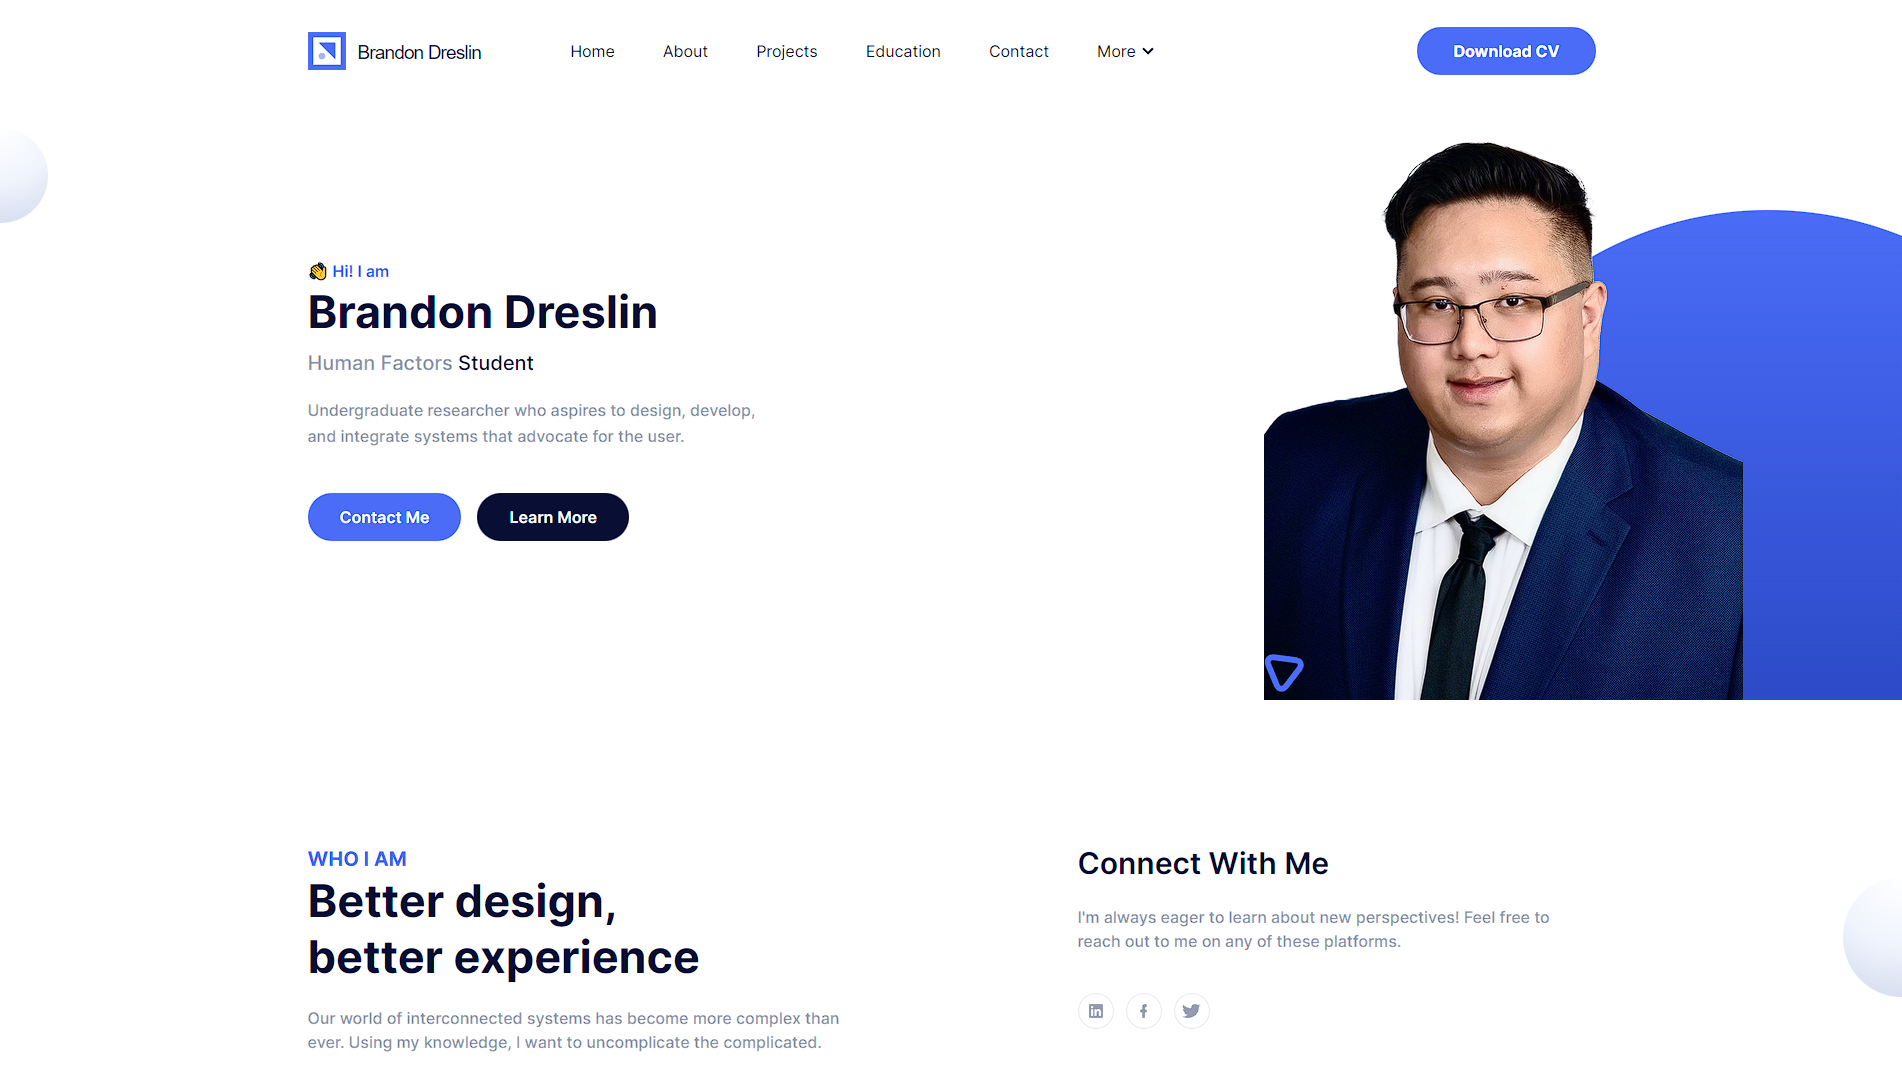 Brandon Dreslin
Home
About
Projects
Education
Contact
More
Download CV
👋 Hi! I am
Brandon Dreslin
Human Factors Student
Undergraduate researcher who aspires to design, develop,
and integrate systems that advocate for the user.
Contact Me
Learn More
WHO I AM
Better design,
better experience
Our world of interconnected systems has become more complex than
ever. Using my knowledge, I want to uncomplicate the complicated.
Connect With Me
I'm always eager to learn about new perspectives! Feel free to
reach out to me on any of these platforms.